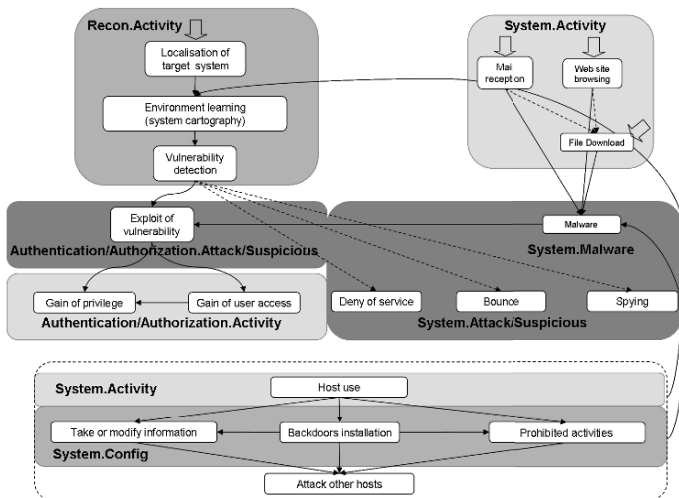 Recon.Activity
System.Activity
Localisation of
target system
Mai
reception
Web site
browsing
Environment learning
(system cartography)
File Download
Vulnerability
detection
Exploit of
vulnerability
Malware
Authentication/Authorization.Attack/Suspicious
System.Malware
Gain of privilege
Gain of user access
Deny of service
Bounce
Spying
Authentication/Authorization.Activity
System.Attack/Suspicious
System.Activity
Host use
Take or modify information
Backdoors installation
Prohibited activities
System.Config
Attack other hosts